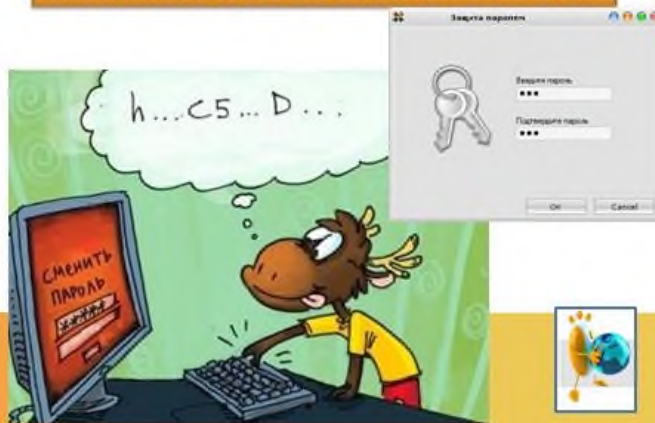 Защита паролем
Введите пароль
***
Подтвердите пароль
***
OK Cancel
h...C5...D...
СМЕНИТЬ
ПАРОЛЬ
*****